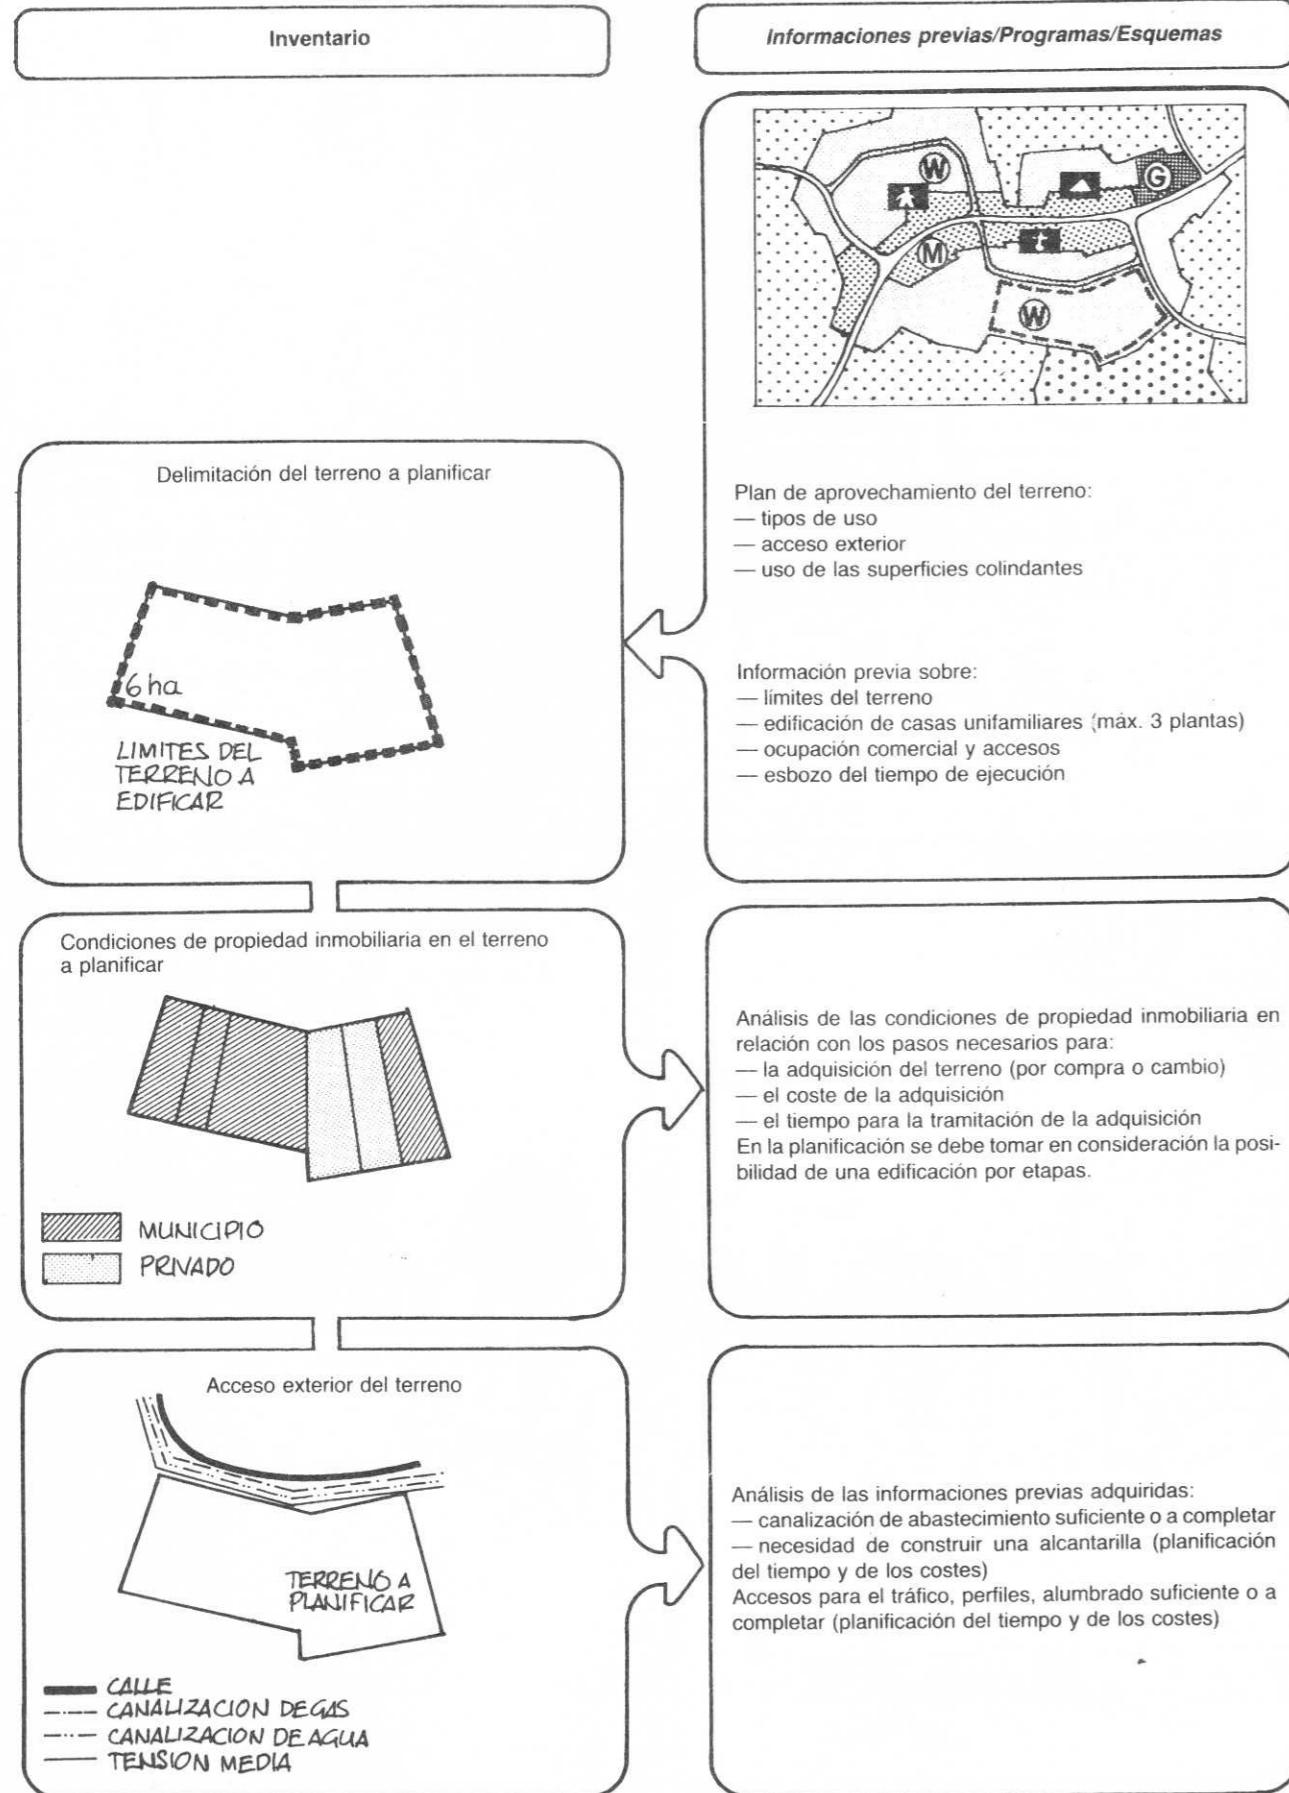 Inventario
Informaciones previas/Programas/Esquemas
W
G
M
W
Plan de aprovechamiento del terreno:
— tipos de uso
— acceso exterior
— uso de las superficies colindantes
Información previa sobre:
— límites del terreno
— edificación de casas unifamiliares (máx. 3 plantas)
— ocupación comercial y accesos
— esbozo del tiempo de ejecución
Delimitación del terreno a planificar
6 ha
LIMITES DEL
TERRENO A
EDIFICAR
Condiciones de propiedad inmobiliaria en el terreno
a planificar
MUNICIPIO
PRIVADO
Análisis de las condiciones de propiedad inmobiliaria en
relación con los pasos necesarios para:
— la adquisición del terreno (por compra o cambio)
— el coste de la adquisición
— el tiempo para la tramitación de la adquisición
En la planificación se debe tomar en consideración la posi-
bilidad de una edificación por etapas.
Acceso exterior del terreno
TERRENO A
PLANIFICAR
CALLE
CANALIZACION DE GAS
CANALIZACION DE AGUA
TENSION MEDIA
Análisis de las informaciones previas adquiridas:
— canalización de abastecimiento suficiente o a completar
— necesidad de construir una alcantarilla (planificación
del tiempo y de los costes)
Accesos para el tráfico, perfiles, alumbrado suficiente o a
completar (planificación del tiempo y de los costes)